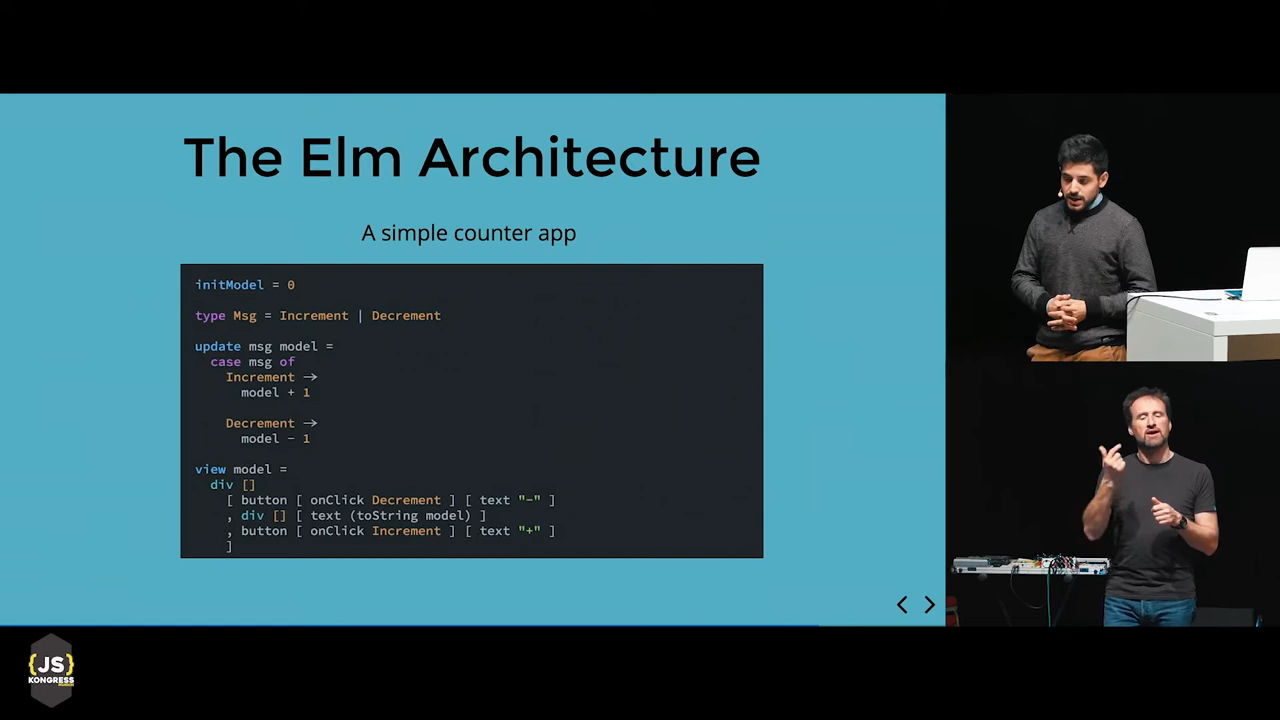 The Elm Architecture
A simple counter app
initModel = 0
type Msg = Increment | Decrement
update msg model =
case msg of
Increment →
model + 1
Decrement →
model − 1
view model =
div []
[ button [ onClick Decrement ] [ text "−" ]
, div [] [ text (toString model) ]
, button [ onClick Increment ] [ text "+" ]
]
{JS}
KONGRESS